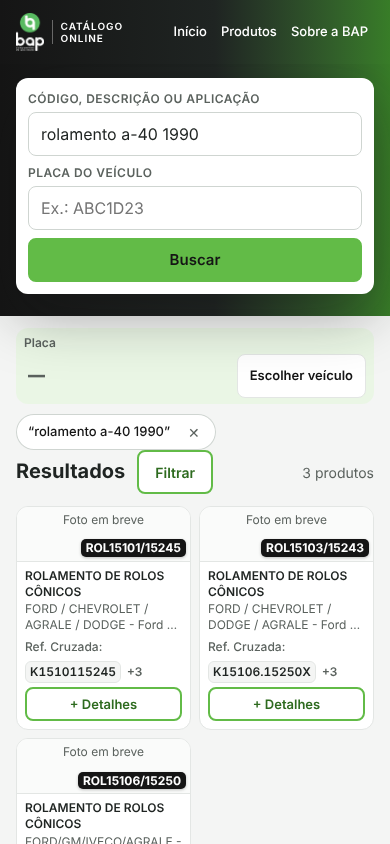 bap
CATÁLOGO
ONLINE
Início
Produtos
Sobre a BAP
CÓDIGO, DESCRIÇÃO OU APLICAÇÃO
rolamento a-40 1990
PLACA DO VEÍCULO
Ex.: ABC1D23
Buscar
Placa
—
Escolher veículo
“rolamento a-40 1990” ×
Resultados
Filtrar
3 produtos
Foto em breve
ROL15101/15245
ROLAMENTO DE ROLOS
CÔNICOS
FORD / CHEVROLET /
AGRALE / DODGE - Ford ...
Ref. Cruzada:
K1510115245 +3
+ Detalhes
Foto em breve
ROL15103/15243
ROLAMENTO DE ROLOS
CÔNICOS
FORD / CHEVROLET /
DODGE / AGRALE - Ford ...
Ref. Cruzada:
K15106.15250X +3
+ Detalhes
Foto em breve
ROL15106/15250
ROLAMENTO DE ROLOS
CÔNICOS
FORD/GM/IVECO/AGRALE -